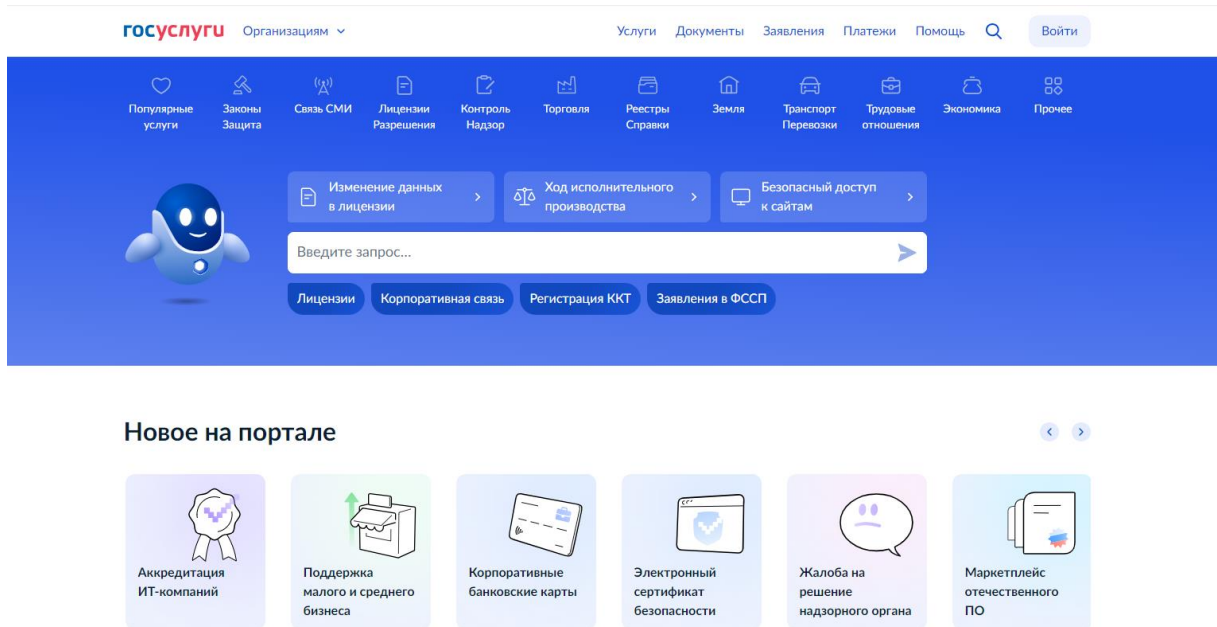 госуслуги Организациям Услуги Документы Заявления Платежи Помощь Войти
Популярные услуги
Законы Защита
Связь СМИ
Лицензии Разрешения
Контроль Надзор
Торговля
Реестры Справки
Земля
Транспорт Перевозки
Трудовые отношения
Экономика
Прочее
Изменение данных
в лицензии
Ход исполнительного
производства
Безопасный доступ
к сайтам
Введите запрос...
Лицензии Корпоративная связь Регистрация ККТ Заявления в ФССП
Новое на портале
Аккредитация
ИТ-компаний
Поддержка
малого и среднего
бизнеса
Корпоративные
банковские карты
Электронный
сертификат
безопасности
Жалоба на
решение
надзорного органа
Маркетплейс
отечественного
ПО